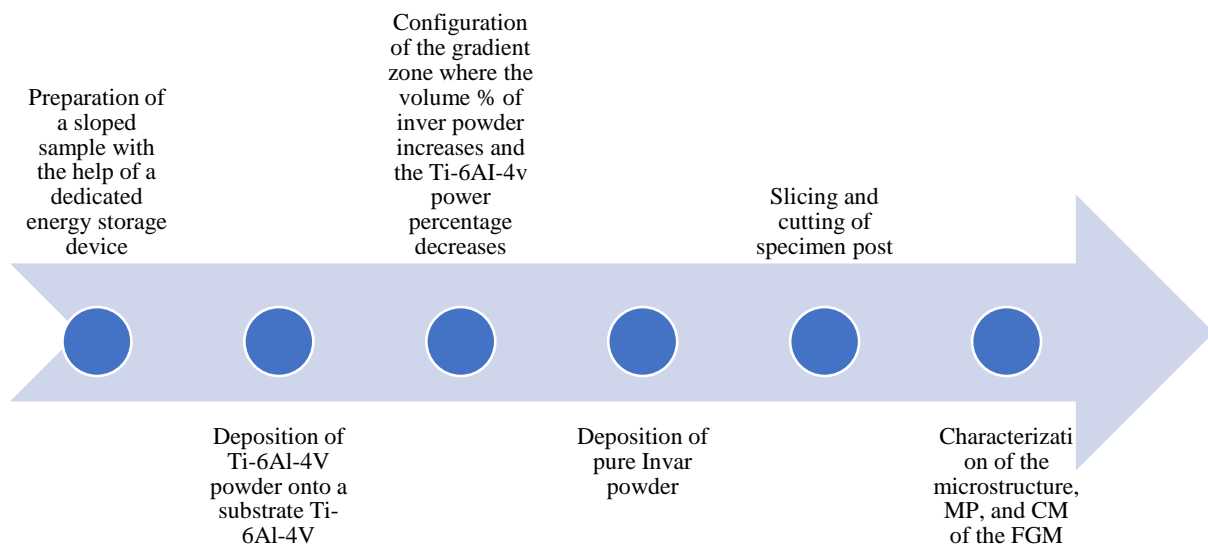 Preparation of
a sloped
sample with
the help of a
dedicated
energy storage
device
Deposition of
Ti-6Al-4V
powder onto a
substrate Ti-
6Al-4V
Configuration
of the gradient
zone where the
volume % of
inver powder
increases and
the Ti-6AI-4v
power
percentage
decreases
Deposition of
pure Invar
powder
Slicing and
cutting of
specimen post
Characterizati
on of the
microstructure,
MP, and CM
of the FGM